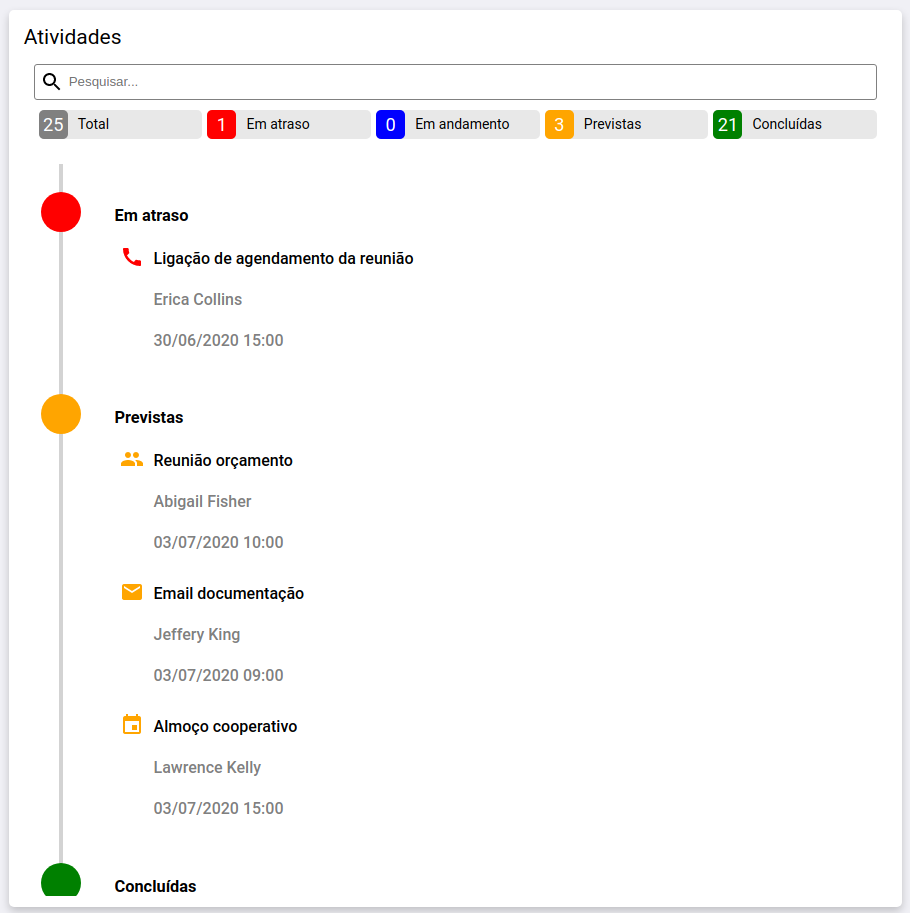 Atividades
Pesquisar...
25 Total 1 Em atraso 0 Em andamento 3 Previstas 21 Concluídas
Em atraso
Ligação de agendamento da reunião
Erica Collins
30/06/2020 15:00
Previstas
Reunião orçamento
Abigail Fisher
03/07/2020 10:00
Email documentação
Jeffery King
03/07/2020 09:00
Almoço cooperativo
Lawrence Kelly
03/07/2020 15:00
Concluídas